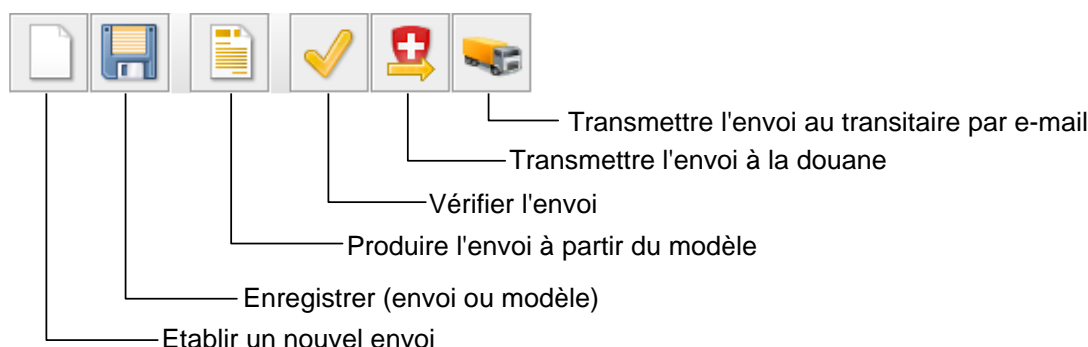 Transmettre l'envoi au transitaire par e-mail
Transmettre l'envoi à la douane
Vérifier l'envoi
Produire l'envoi à partir du modèle
Enregistrer (envoi ou modèle)
Etablir un nouvel envoi